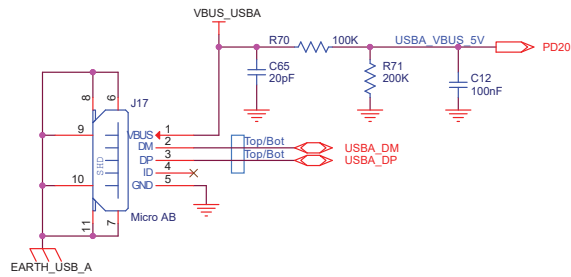 VBUS_USBA
R70 100K USBA_VBUS_5V PD20
C65
20pF
R71
200K
C12
100nF
8 6 J17
9 VBUS 1
DM 2 Top/Bot USBA_DM
DP 3 Top/Bot USBA_DP
ID 4
10 GND 5
SHD
11 7 Micro AB
EARTH_USB_A